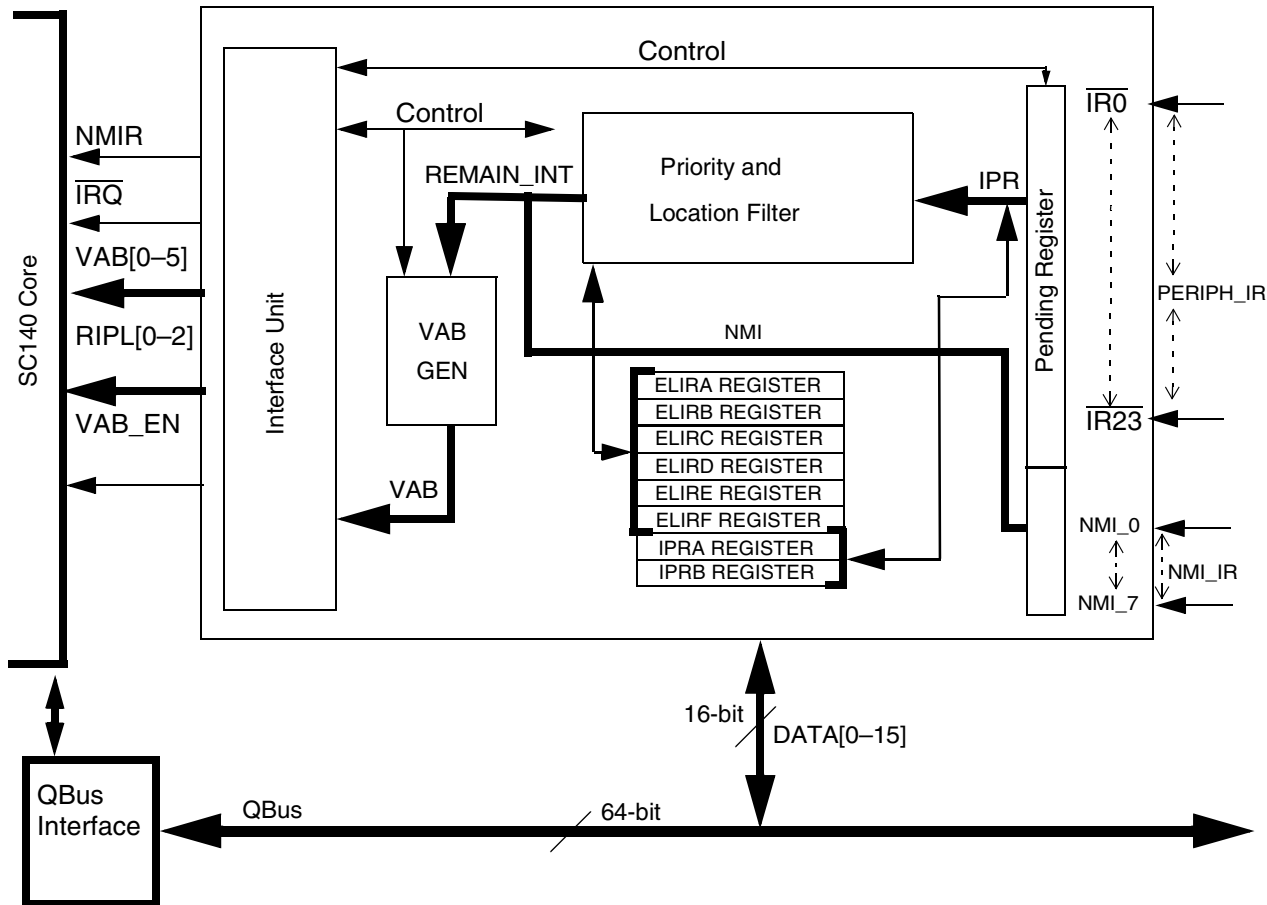 Control
IR0
Control
NMIR
REMAIN_INT
Priority and
Location Filter
IPR
IRQ
VAB[0–5]
SC140 Core
Interface Unit
Pending Register
PERIPH_IR
RIPL[0–2]
VAB
GEN
NMI
ELIRA REGISTER
ELIRB REGISTER
ELIRC REGISTER
ELIRD REGISTER
ELIRE REGISTER
ELIRF REGISTER
IPRA REGISTER
IPRB REGISTER
VAB_EN
IR23
VAB
NMI_0
NMI_IR
NMI_7
16-bit
DATA[0–15]
QBus
Interface
QBus
64-bit